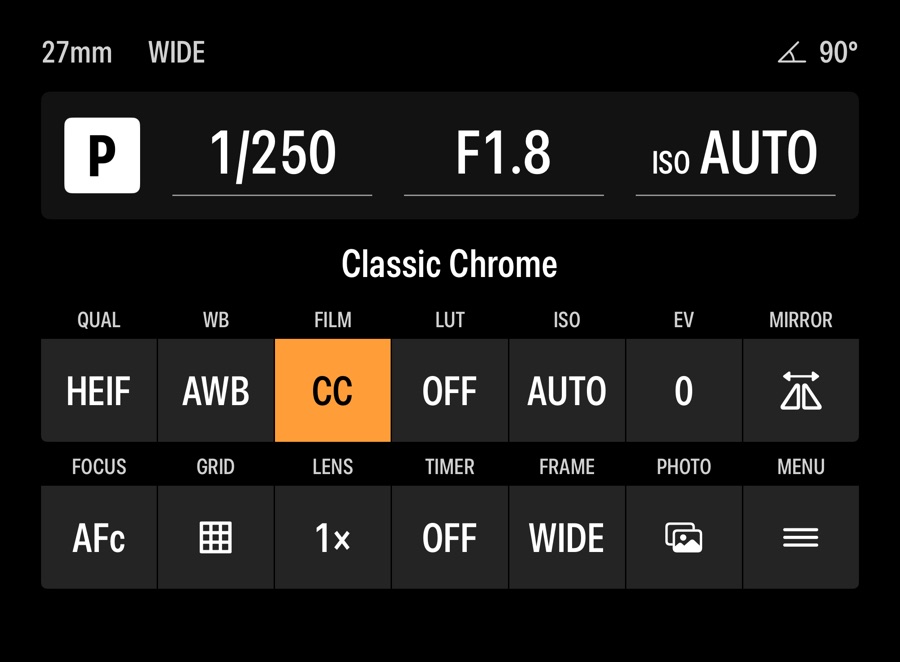 27mm WIDE 90°
P 1/250 F1.8 ISO AUTO
Classic Chrome
QUAL WB FILM LUT ISO EV MIRROR
HEIF AWB CC OFF AUTO 0
FOCUS GRID LENS TIMER FRAME PHOTO MENU
AFc 1× OFF WIDE